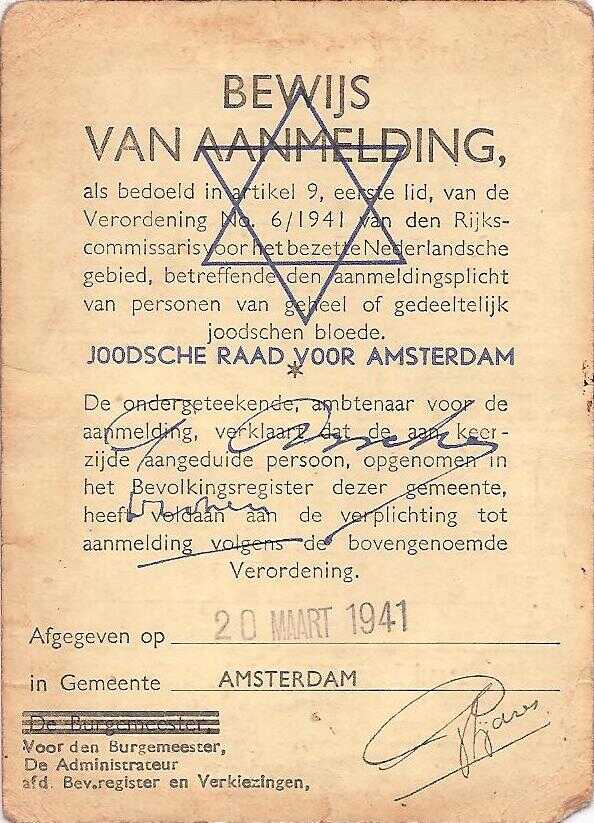 BEWIJS
VAN AANMELDING,
als bedoeld in artikel 9, eerste lid, van de
Verordening No. 6/1941 van den Rijks-
commissaris voor het bezette Nederlandsche
gebied, betreffende den aanmeldingsplicht
van personen van geheel of gedeeltelijk
joodschen bloede.
JOODSCHE RAAD VOOR AMSTERDAM
*
De ondergeteekende, ambtenaar voor de
aanmelding, verklaart dat de aan keer-
zijde aangeduide persoon, opgenomen in
het Bevolkingsregister dezer gemeente,
heeft voldaan aan de verplichting tot
aanmelding volgens de bovengenoemde
Verordening.
Afgegeven op 20 MAART 1941
in Gemeente AMSTERDAM
De Burgemeester,
Voor den Burgemeester,
De Administrateur
afd. Bev.register en Verkiezingen,